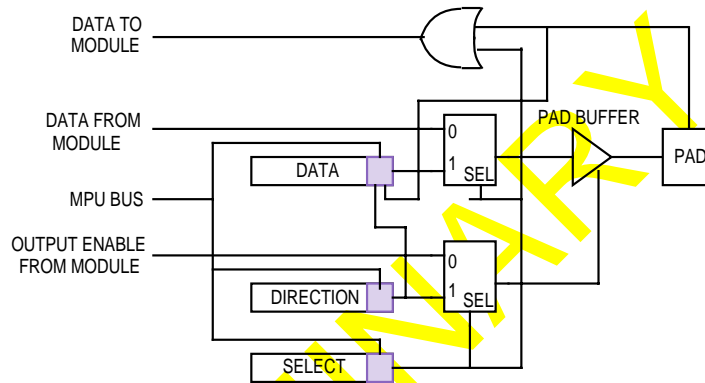 DATA TO
MODULE
DATA FROM
MODULE
0
1
SEL
DATA
PAD BUFFER
PAD
MPU BUS
OUTPUT ENABLE
FROM MODULE
0
1
SEL
DIRECTION
SELECT